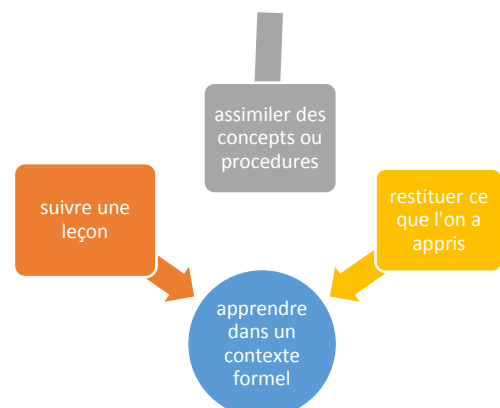 assimiler des
concepts ou
procedures
suivre une
leçon
restituer ce
que l'on a
appris
apprendre
dans un
contexte
formel